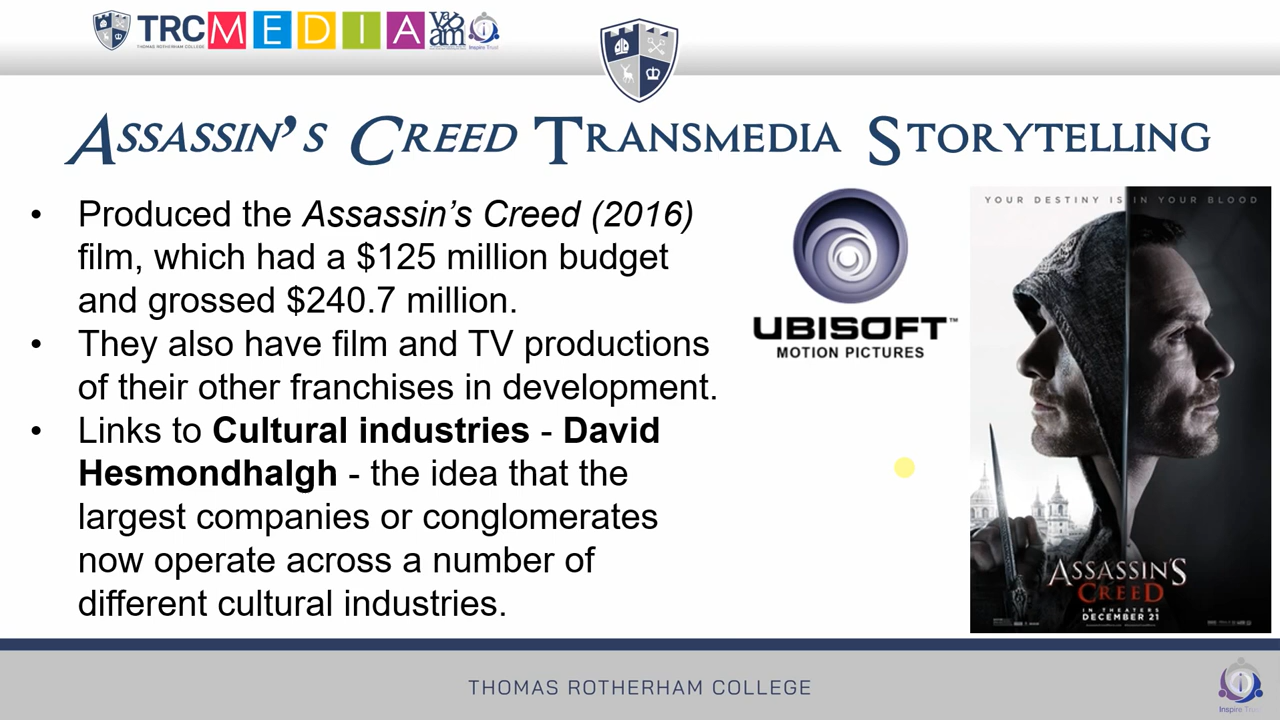 TRC MEDIA
THOMAS ROTHERHAM COLLEGE
Inspire Trust
ASSASSIN'S CREED TRANSMEDIA STORYTELLING
• Produced the Assassin's Creed (2016)
film, which had a $125 million budget
and grossed $240.7 million.
• They also have film and TV productions
of their other franchises in development.
• Links to Cultural industries - David
Hesmondhalgh - the idea that the
largest companies or conglomerates
now operate across a number of
different cultural industries.
UBISOFT™
MOTION PICTURES
YOUR DESTINY IS IN YOUR BLOOD
ASSASSIN'S
CREED
IN THEATERS
DECEMBER 21
THOMAS ROTHERHAM COLLEGE
Inspire Trust